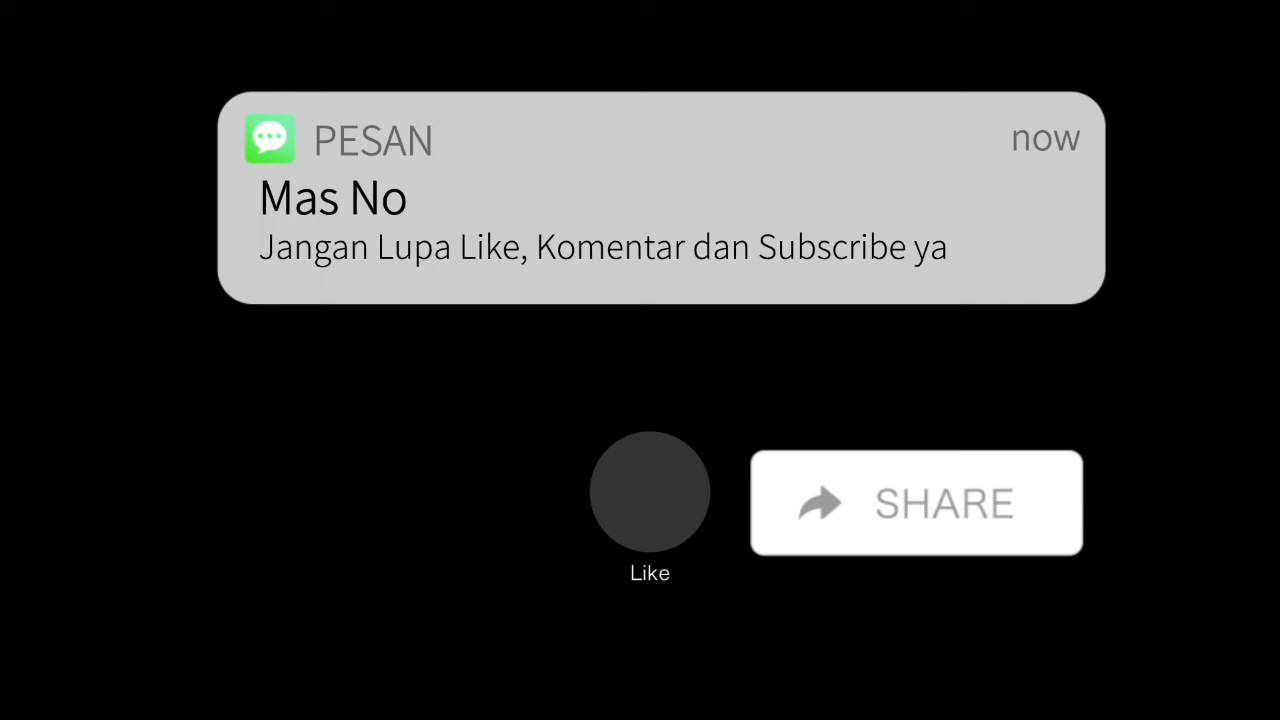 PESAN now
Mas No
Jangan Lupa Like, Komentar dan Subscribe ya
SHARE
Like